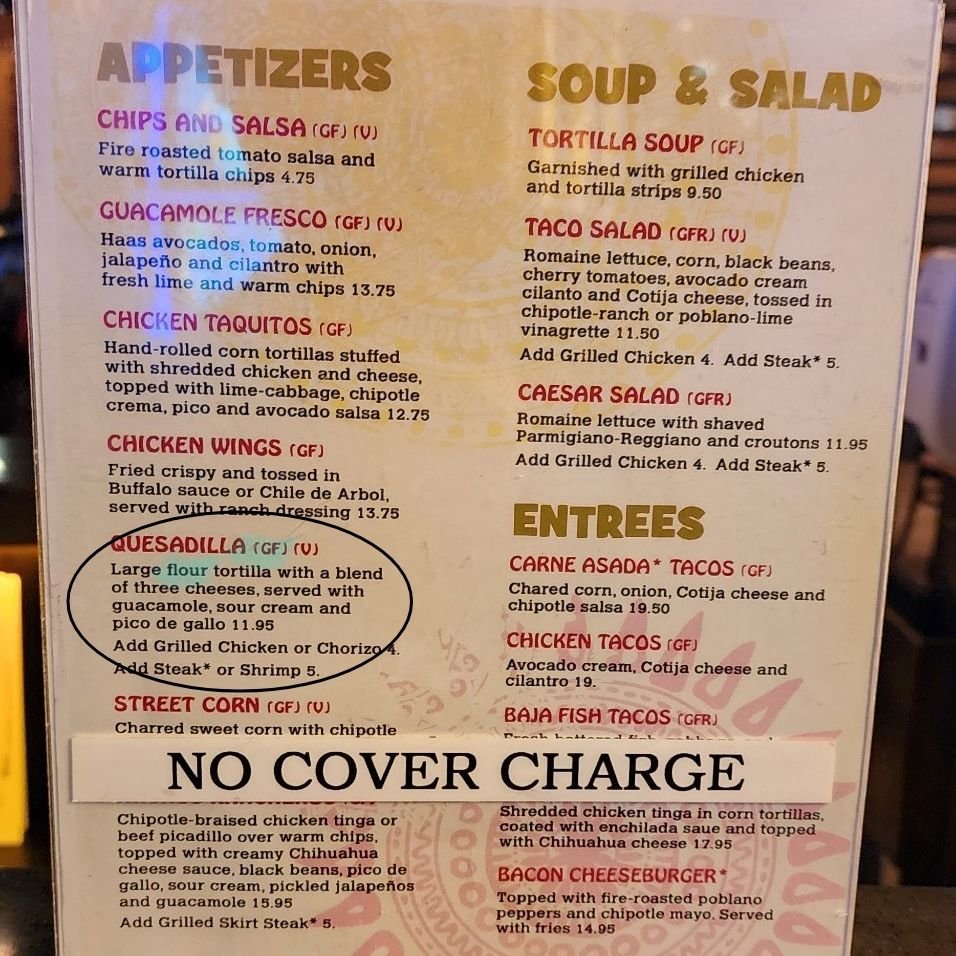 APPETIZERS
CHIPS AND SALSA (GF) (V)
Fire roasted tomato salsa and
warm tortilla chips 4.75
GUACAMOLE FRESCO (GF) (V)
Haas avocados, tomato, onion,
jalapeño and cilantro with
fresh lime and warm chips 13.75
CHICKEN TAQUITOS (GF)
Hand-rolled corn tortillas stuffed
with shredded chicken and cheese,
topped with lime-cabbage, chipotle
crema, pico and avocado salsa 12.75
CHICKEN WINGS (GF)
Fried crispy and tossed in
Buffalo sauce or Chile de Arbol,
served with ranch dressing 13.75
QUESADILLA (GF) (V)
Large flour tortilla with a blend
of three cheeses, served with
guacamole, sour cream and
pico de gallo 11.95
Add Grilled Chicken or Chorizo 4.
Add Steak* or Shrimp 5.
STREET CORN (GF) (V)
Charred sweet corn with chipotle
NO COVER CHARGE
Chipotle-braised chicken tinga or
beef picadillo over warm chips,
topped with creamy Chihuahua
cheese sauce, black beans, pico de
gallo, sour cream, pickled jalapeños
and guacamole 15.95
Add Grilled Skirt Steak* 5.
SOUP & SALAD
TORTILLA SOUP (GF)
Garnished with grilled chicken
and tortilla strips 9.50
TACO SALAD (GFR) (V)
Romaine lettuce, corn, black beans,
cherry tomatoes, avocado cream
cilanto and Cotija cheese, tossed in
chipotle-ranch or poblano-lime
vinagrette 11.50
Add Grilled Chicken 4. Add Steak* 5.
CAESAR SALAD (GFR)
Romaine lettuce with shaved
Parmigiano-Reggiano and croutons 11.95
Add Grilled Chicken 4. Add Steak* 5.
ENTREES
CARNE ASADA* TACOS (GF)
Chared corn, onion, Cotija cheese and
chipotle salsa 19.50
CHICKEN TACOS (GF)
Avocado cream, Cotija cheese and
cilantro 19.
BAJA FISH TACOS (GFR)
Shredded chicken tinga in corn tortillas,
coated with enchilada saue and topped
with Chihuahua cheese 17.95
BACON CHEESEBURGER*
Topped with fire-roasted poblano
peppers and chipotle mayo. Served
with fries 14.95